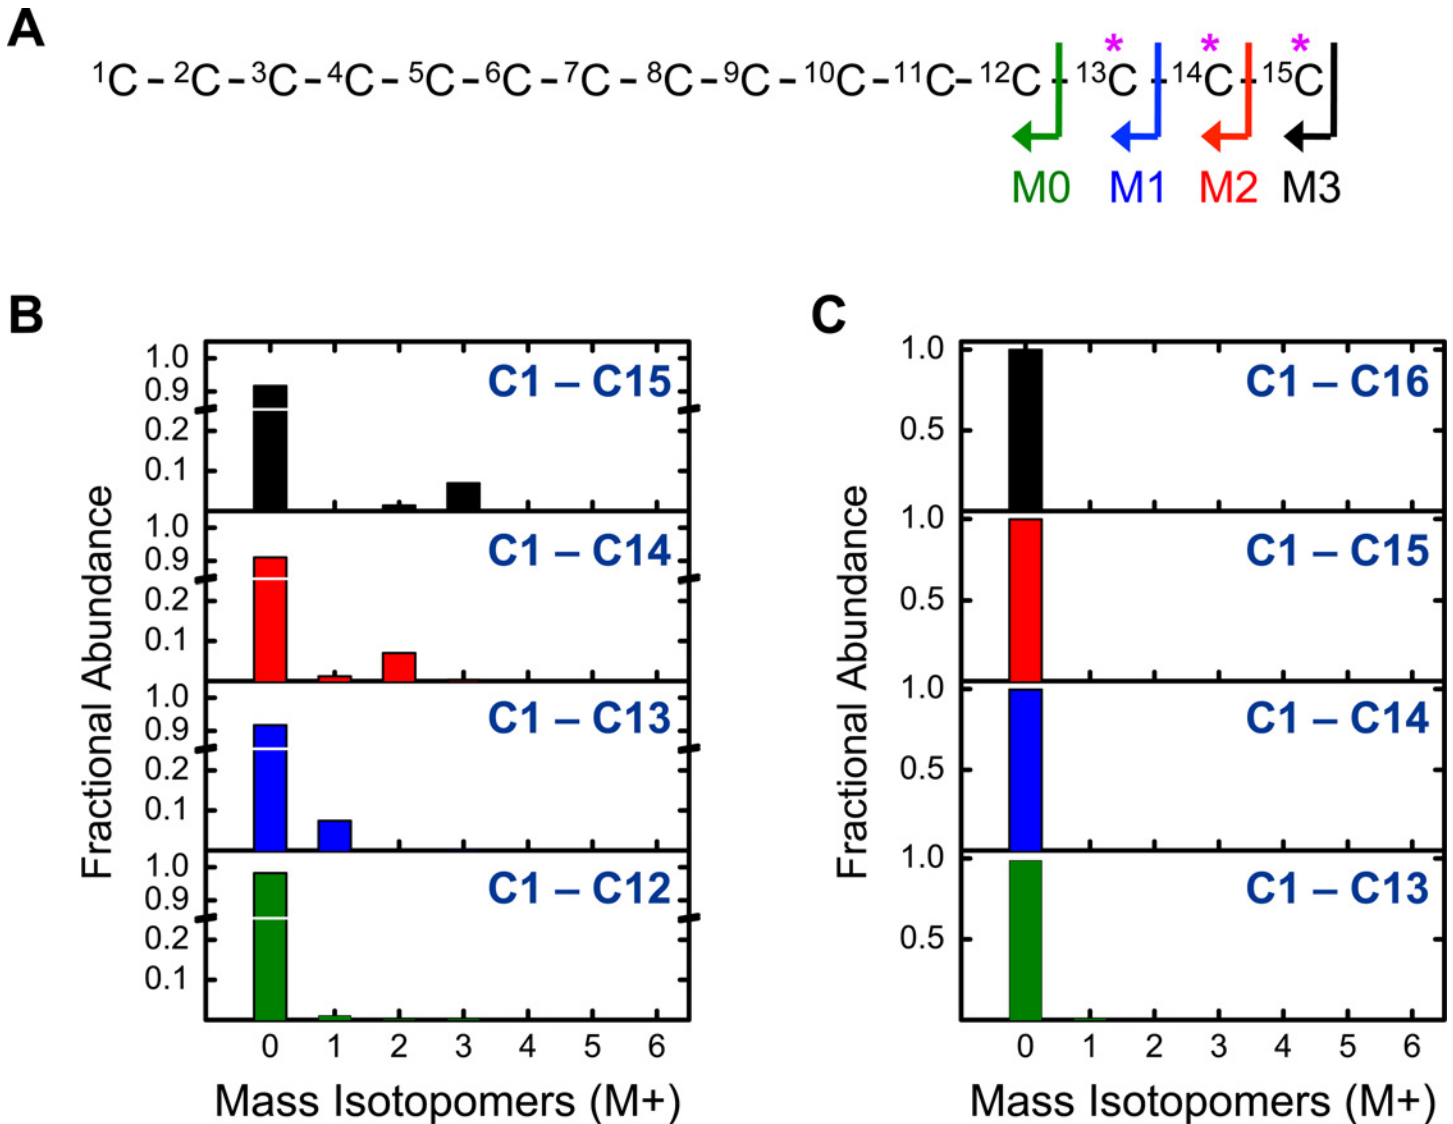 A
¹C - ²C - ³C - ⁴C - ⁵C - ⁶C - ⁷C - ⁸C - ⁹C - ¹⁰C - ¹¹C - ¹²C - ¹³C - ¹⁴C - ¹⁵C
* * *
M0 M1 M2 M3
B
Fractional Abundance
1.0
0.9
0.2
0.1
C1 – C15
1.0
0.9
0.2
0.1
C1 – C14
1.0
0.9
0.2
0.1
C1 – C13
1.0
0.9
0.2
0.1
C1 – C12
0 1 2 3 4 5 6
Mass Isotopomers (M+)
C
Fractional Abundance
1.0
0.5
C1 – C16
1.0
0.5
C1 – C15
1.0
0.5
C1 – C14
1.0
0.5
C1 – C13
0 1 2 3 4 5 6
Mass Isotopomers (M+)